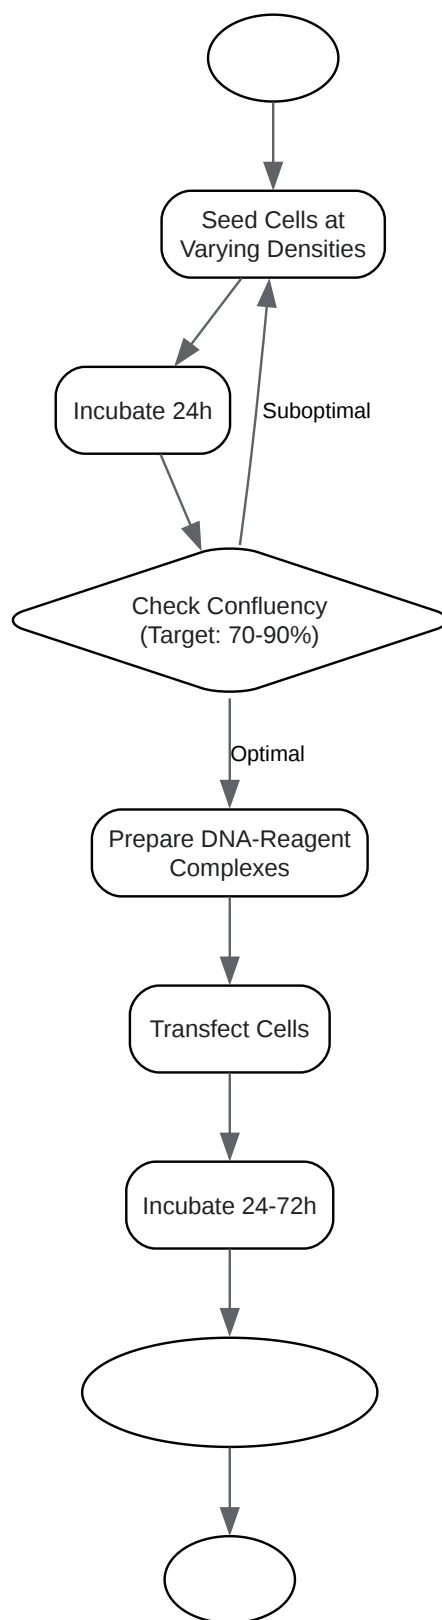 Seed Cells at
Varying Densities
Incubate 24h
Suboptimal
Check Confluency
(Target: 70-90%)
Optimal
Prepare DNA-Reagent
Complexes
Transfect Cells
Incubate 24-72h